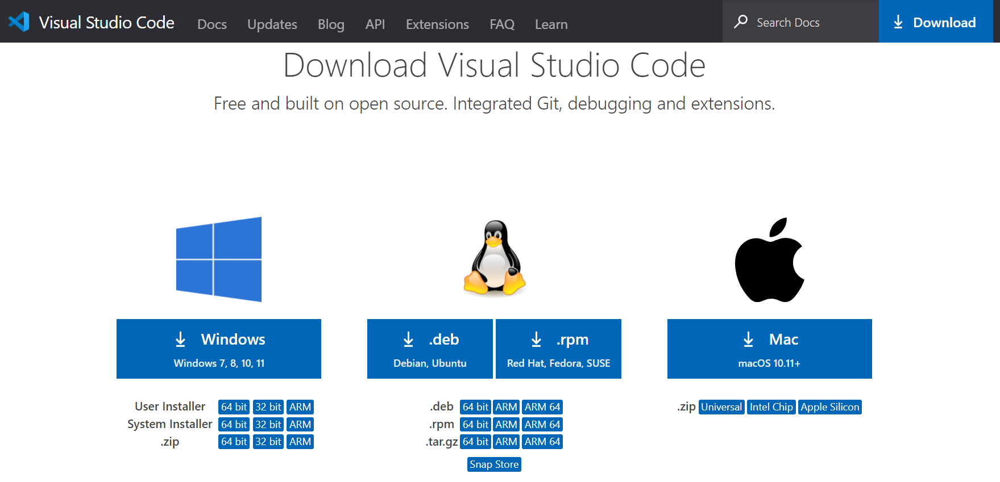 Visual Studio Code Docs Updates Blog API Extensions FAQ Learn Search Docs Download
Download Visual Studio Code
Free and built on open source. Integrated Git, debugging and extensions.
Windows
Windows 7, 8, 10, 11
.deb
Debian, Ubuntu
.rpm
Red Hat, Fedora, SUSE
Mac
macOS 10.11+
User Installer 64 bit 32 bit ARM
System Installer 64 bit 32 bit ARM
.zip 64 bit 32 bit ARM
.deb 64 bit ARM ARM 64
.rpm 64 bit ARM ARM 64
.tar.gz 64 bit ARM ARM 64
Snap Store
.zip Universal Intel Chip Apple Silicon